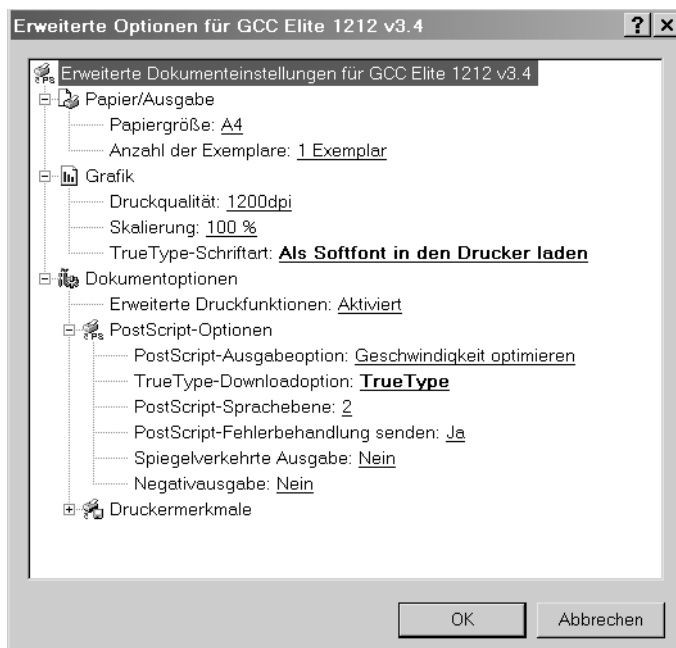 Erweiterte Optionen für GCC Elite 1212 v3.4
Erweiterte Dokumenteinstellungen für GCC Elite 1212 v3.4
Papier/Ausgabe
Papiergröße: A4
Anzahl der Exemplare: 1 Exemplar
Grafik
Druckqualität: 1200dpi
Skalierung: 100 %
TrueType-Schriftart: Als Softfont in den Drucker laden
Dokumentoptionen
Erweiterte Druckfunktionen: Aktiviert
PostScript-Optionen
PostScript-Ausgabeoption: Geschwindigkeit optimieren
TrueType-Downloadoption: TrueType
PostScript-Sprachebene: 2
PostScript-Fehlerbehandlung senden: Ja
Spiegelverkehrte Ausgabe: Nein
Negativausgabe: Nein
Druckermerkmale
OK Abbrechen